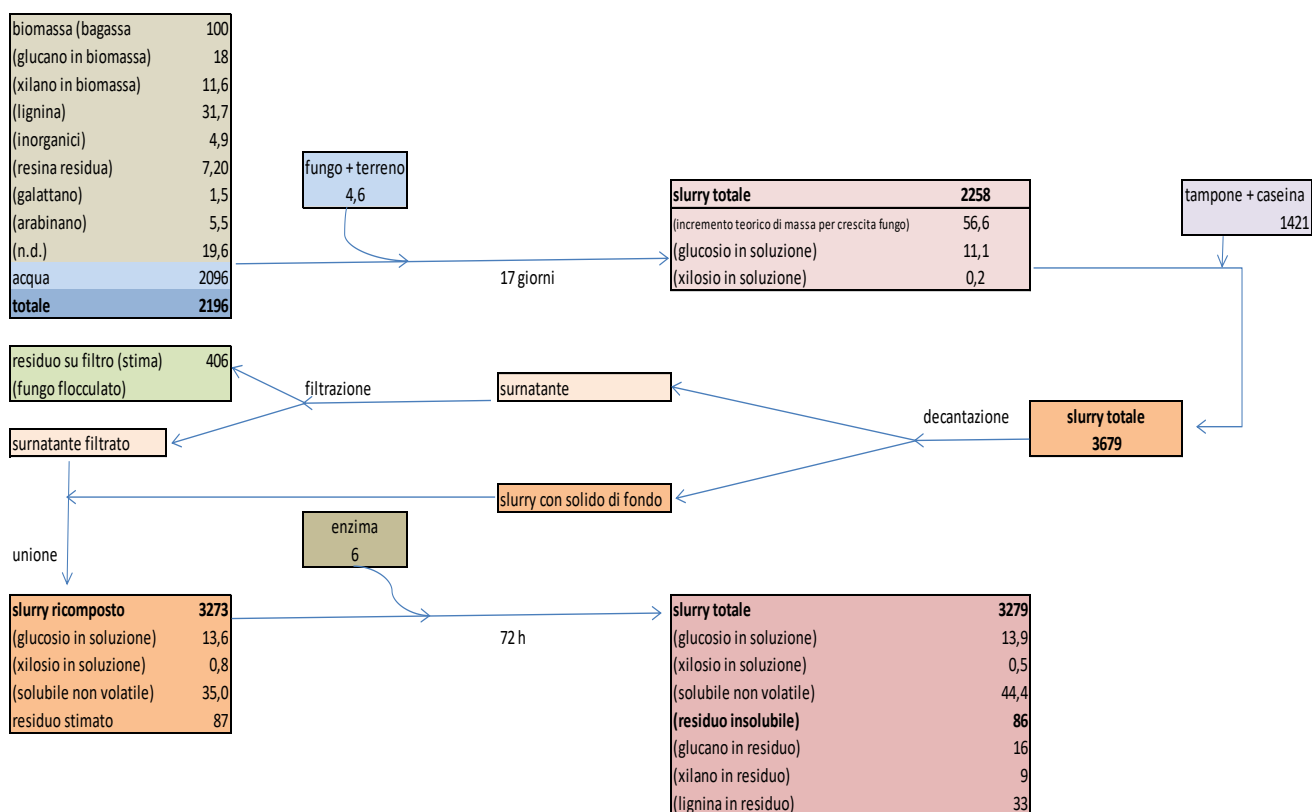 biomassa (bagassa 100
(glucano in biomassa) 18
(xilano in biomassa) 11,6
(lignina) 31,7
(inorganici) 4,9
(resina residua) 7,20
(galattano) 1,5
(arabinano) 5,5
(n.d.) 19,6
acqua 2096
totale 2196
fungo + terreno
4,6
17 giorni
slurry totale 2258
(incremento teorico di massa per crescita fungo) 56,6
(glucosio in soluzione) 11,1
(xilosio in soluzione) 0,2
tampone + caseina
1421
residuo su filtro (stima) 406
(fungo flocculato)
filtrazione
surnatante
decantazione
slurry totale
3679
surnatante filtrato
slurry con solido di fondo
enzima
6
unione
slurry ricomposto 3273
(glucosio in soluzione) 13,6
(xilosio in soluzione) 0,8
(solubile non volatile) 35,0
residuo stimato 87
72 h
slurry totale 3279
(glucosio in soluzione) 13,9
(xilosio in soluzione) 0,5
(solubile non volatile) 44,4
(residuo insolubile) 86
(glucano in residuo) 16
(xilano in residuo) 9
(lignina in residuo) 33